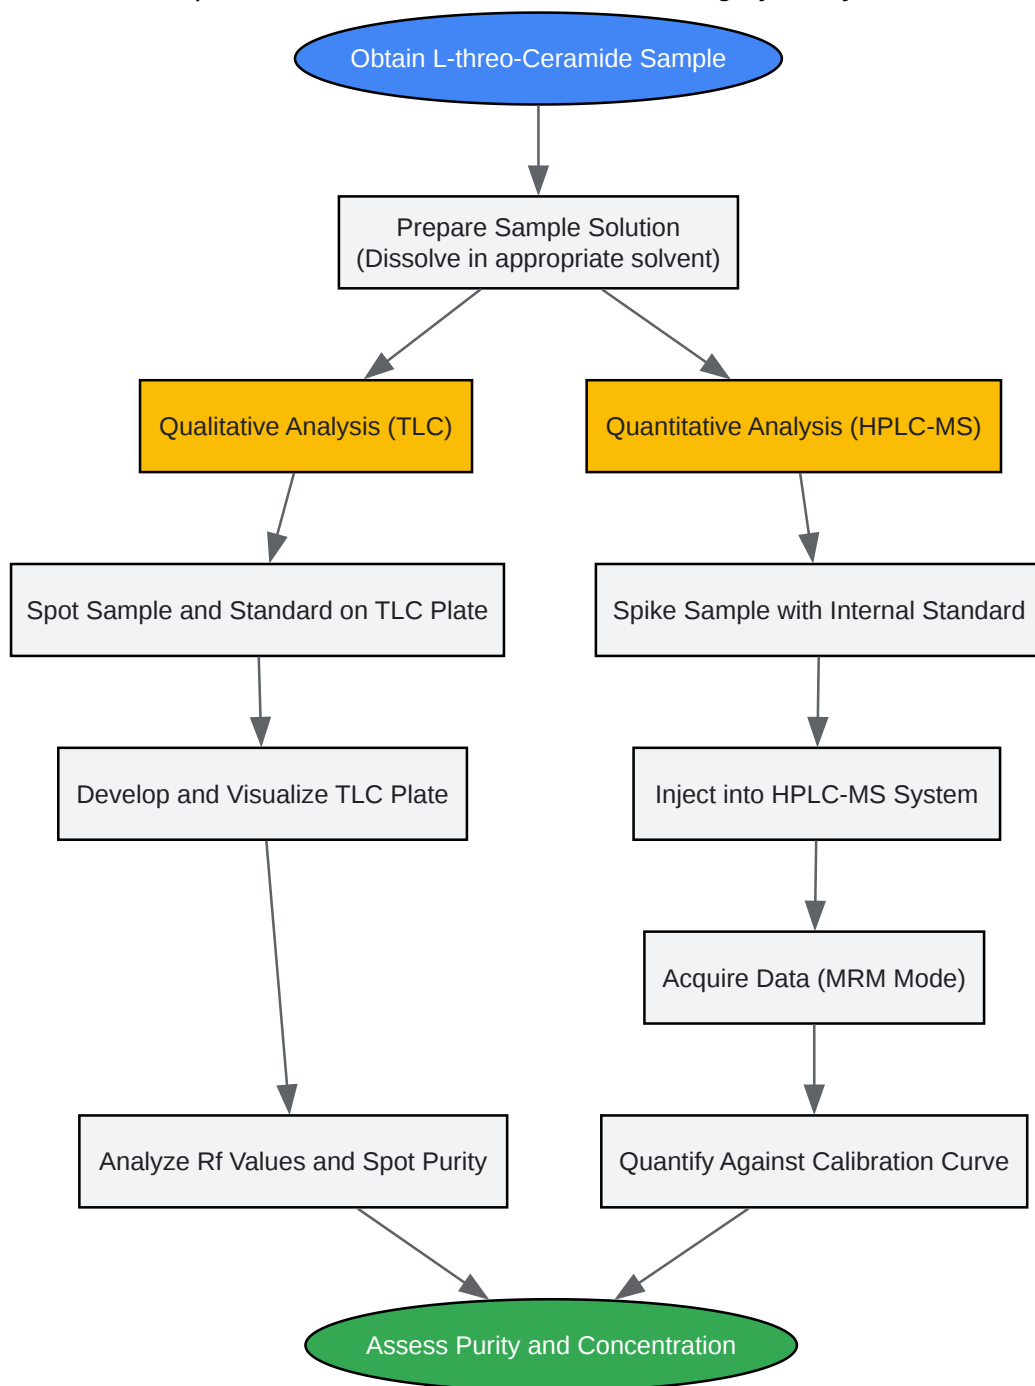 Obtain L-threo-Ceramide Sample
Prepare Sample Solution
(Dissolve in appropriate solvent)
Qualitative Analysis (TLC)
Quantitative Analysis (HPLC-MS)
Spot Sample and Standard on TLC Plate
Spike Sample with Internal Standard
Develop and Visualize TLC Plate
Inject into HPLC-MS System
Acquire Data (MRM Mode)
Analyze Rf Values and Spot Purity
Quantify Against Calibration Curve
Assess Purity and Concentration